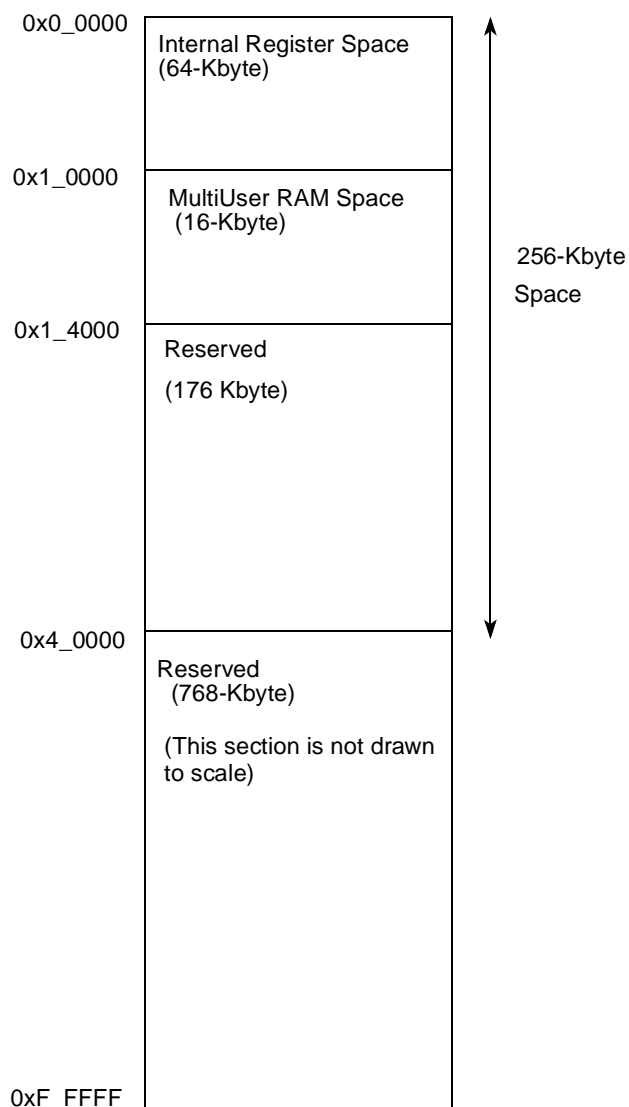 0x0_0000
Internal Register Space
(64-Kbyte)
0x1_0000
MultiUser RAM Space
(16-Kbyte)
256-Kbyte
Space
0x1_4000
Reserved
(176 Kbyte)
0x4_0000
Reserved
(768-Kbyte)
(This section is not drawn
to scale)
0xF_FFFF